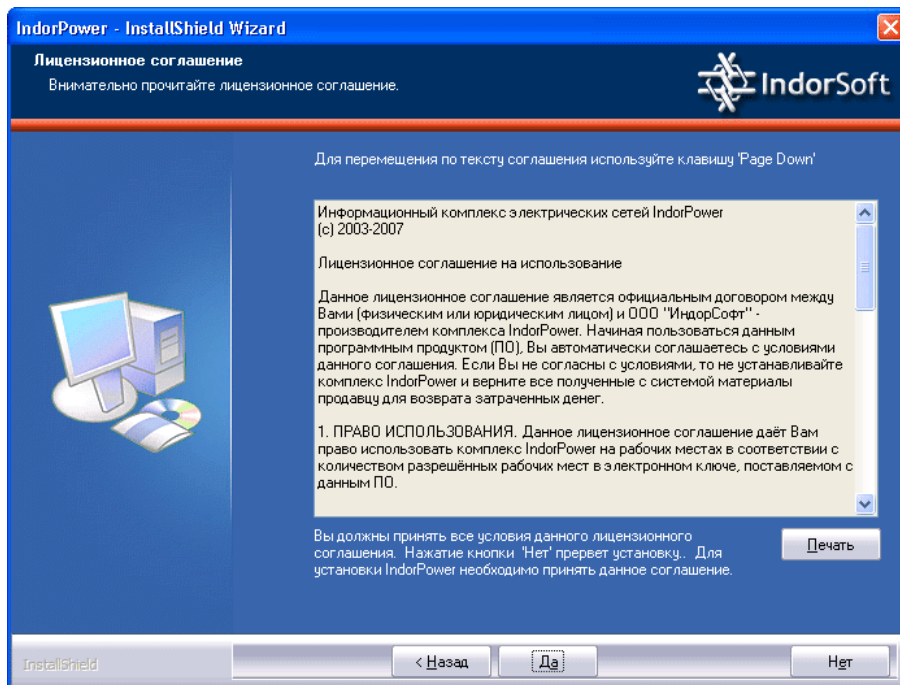 IndorPower - InstallShield Wizard
Лицензионное соглашение
Внимательно прочитайте лицензионное соглашение.
IndorSoft
Для перемещения по тексту соглашения используйте клавишу 'Page Down'
Информационный комплекс электрических сетей IndorPower
(c) 2003-2007
Лицензионное соглашение на использование
Данное лицензионное соглашение является официальным договором между
Вами (физическим или юридическим лицом) и ООО "ИндорСофт" -
производителем комплекса IndorPower. Начиная пользоваться данным
программным продуктом (ПО), Вы автоматически соглашаетесь с условиями
данного соглашения. Если Вы не согласны с условиями, то не устанавливайте
комплекс IndorPower и верните все полученные с системой материалы
продавцу для возврата затраченных денег.
1. ПРАВО ИСПОЛЬЗОВАНИЯ. Данное лицензионное соглашение даёт Вам
право использовать комплекс IndorPower на рабочих местах в соответствии с
количеством разрешённых рабочих мест в электронном ключе, поставляемом с
данным ПО.
Вы должны принять все условия данного лицензионного
соглашения. Нажатие кнопки 'Нет' прервет установку.. Для
установки IndorPower необходимо принять данное соглашение.
Печать
InstallShield
< Назад
Да
Нет